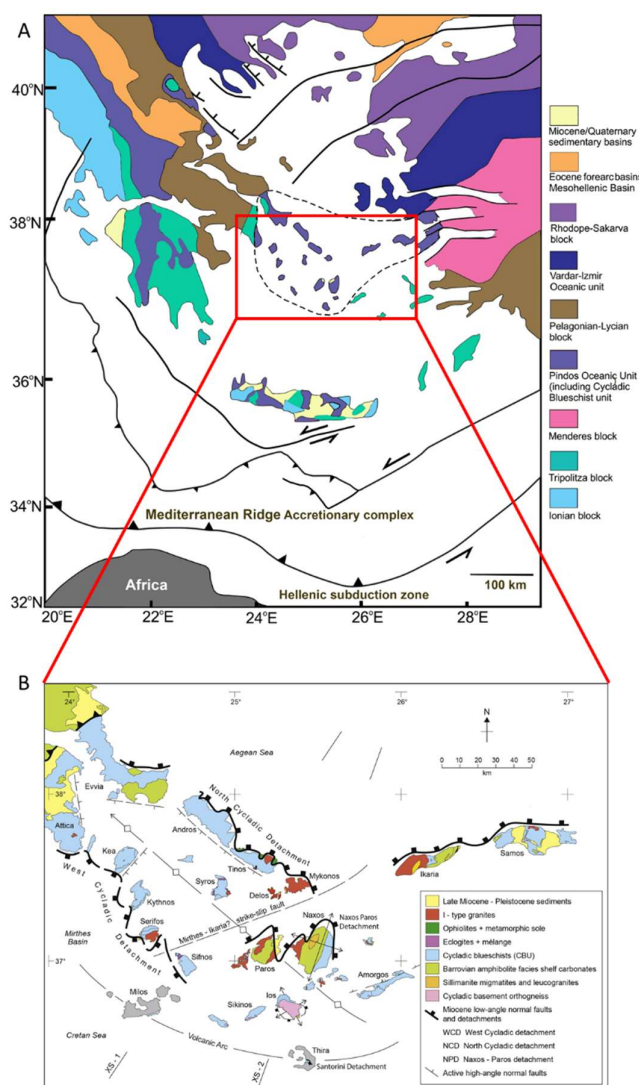 A
40°N
38°N
36°N
34°N
32°N
20°E
22°E
24°E
26°E
28°E
Mediterranean Ridge Accretionary complex
Africa
Hellenic subduction zone
100 km
Miocene/Quaternary
sedimentary basins
Eocene forearc basins
Mesohellenic Basin
Rhodope-Sakarva
block
Vardar-Izmir
Oceanic unit
Pelagonian-Lycian
block
Pindos Oceanic Unit
(including Cycladic
Blueschist unit
Menderes block
Tripolitza block
Ionian block
B
24°
25°
26°
27°
N
Aegean Sea
0 10 20 30 40 50
km
Evvia
38°
38°
Attica
Andros
North Cycladic Detachment
Kea
Tinos
Mykonos
Ikaria
Samos
West Cycladic Detachment
Syros
Delos
Kythnos
Mirthes - Ikaria? strike-slip fault
Serifos
Naxos
Naxos Paros
Detachment
Mirthes
Basin
37°
Sifnos
Paros
37°
Amorgos
Milos
Sikinos
Ios
Cretan Sea
Volcanic Arc
Thira
Santorini Detachment
XS - 1
XS - 2
Late Miocene - Pleistocene sediments
I - type granites
Ophiolites + metamorphic sole
Eclogites + mélange
Cycladic blueschists (CBU)
Barrovian amphibolite facies shelf carbonates
Sillimanite migmatites and leucogranites
Cycladic basement orthogneiss
Miocene low-angle normal faults
and detachments
WCD West Cycladic detachment
NCD North Cycladic detachment
NPD Naxos - Paros detachment
Active high-angle normal faults